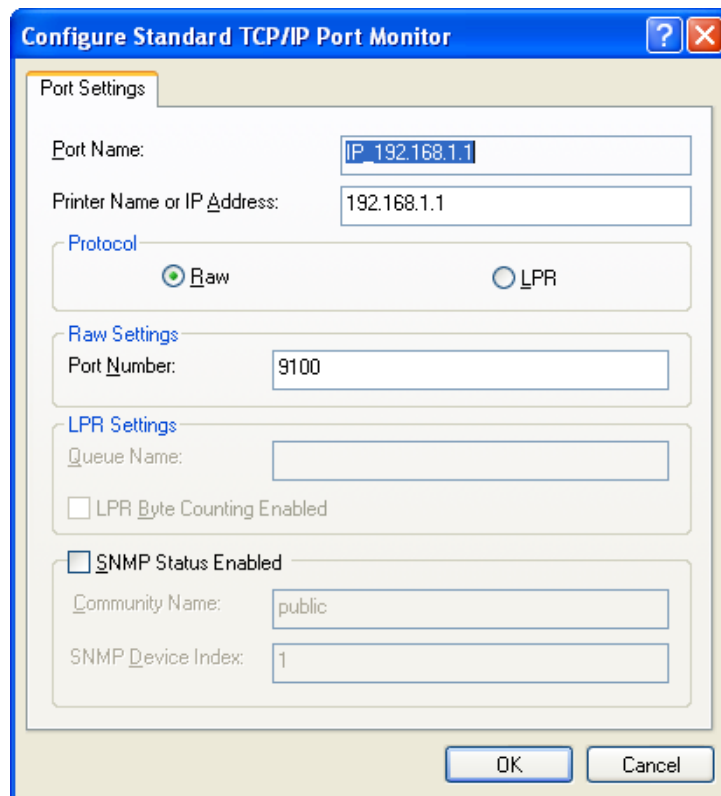 Configure Standard TCP/IP Port Monitor
Port Settings
Port Name: IP_192.168.1.1
Printer Name or IP Address: 192.168.1.1
Protocol
Raw LPR
Raw Settings
Port Number: 9100
LPR Settings
Queue Name:
LPR Byte Counting Enabled
SNMP Status Enabled
Community Name: public
SNMP Device Index: 1
OK Cancel